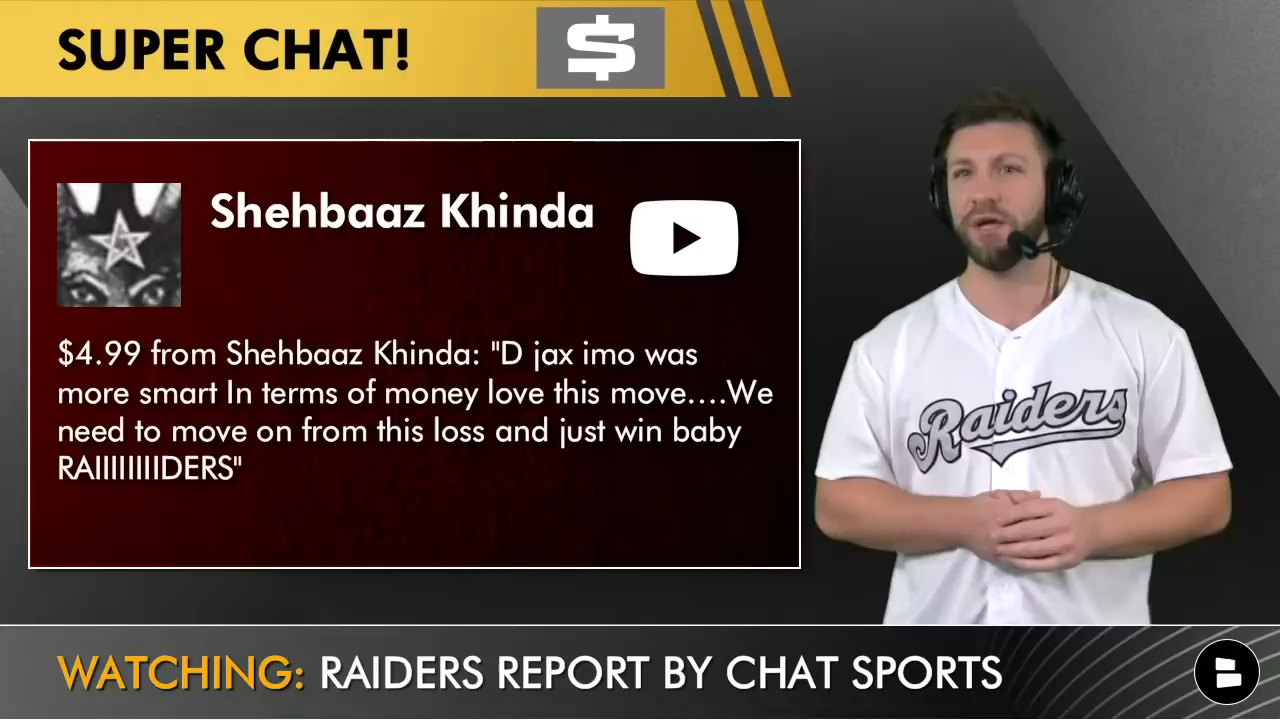 SUPER CHAT!
$
Shehbaaz Khinda
$4.99 from Shehbaaz Khinda: "D jax imo was
more smart In terms of money love this move....We
need to move on from this loss and just win baby
RAIIIIIIIIDERS"
Raiders
WATCHING: RAIDERS REPORT BY CHAT SPORTS